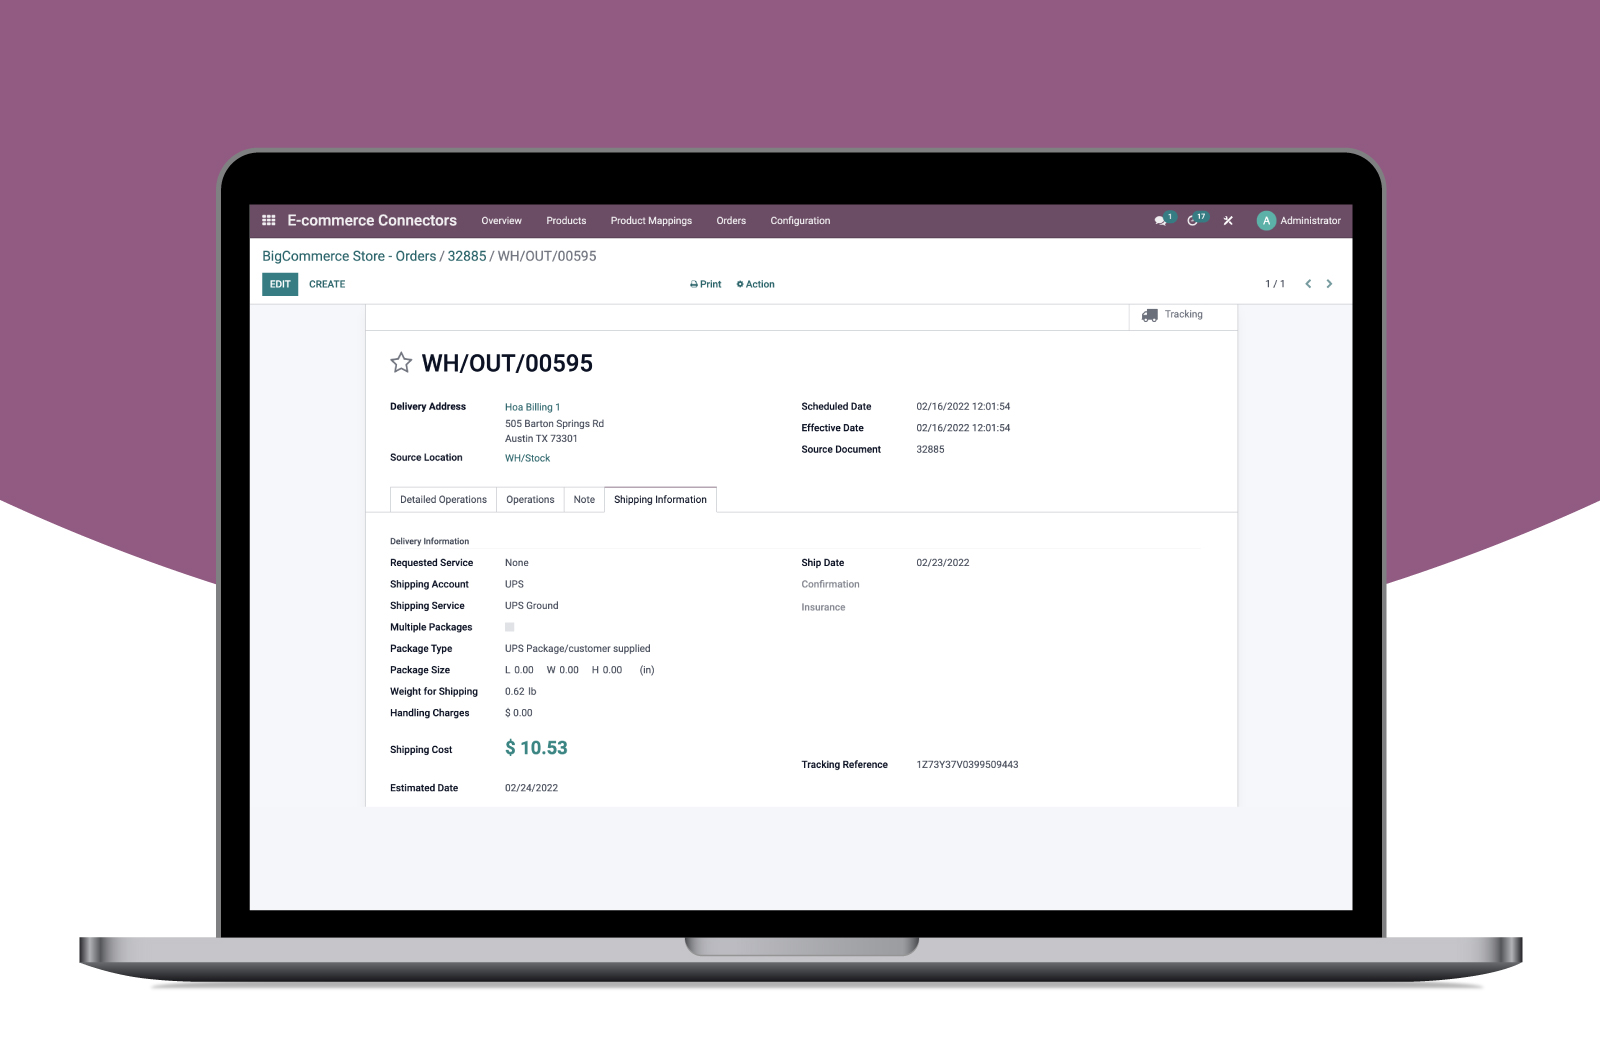 E-commerce Connectors Overview Products Product Mappings Orders Configuration 1 17 A Administrator
BigCommerce Store - Orders / 32885 / WH/OUT/00595
EDIT CREATE Print Action 1 / 1
Tracking
WH/OUT/00595
Delivery Address Hoa Billing 1 Scheduled Date 02/16/2022 12:01:54
505 Barton Springs Rd Effective Date 02/16/2022 12:01:54
Austin TX 73301
Source Document 32885
Source Location WH/Stock
Detailed Operations Operations Note Shipping Information
Delivery Information
Requested Service None Ship Date 02/23/2022
Shipping Account UPS Confirmation
Shipping Service UPS Ground Insurance
Multiple Packages
Package Type UPS Package/customer supplied
Package Size L 0.00 W 0.00 H 0.00 (in)
Weight for Shipping 0.62 lb
Handling Charges $ 0.00
Shipping Cost $ 10.53
Tracking Reference 1Z73Y37V0399509443
Estimated Date 02/24/2022